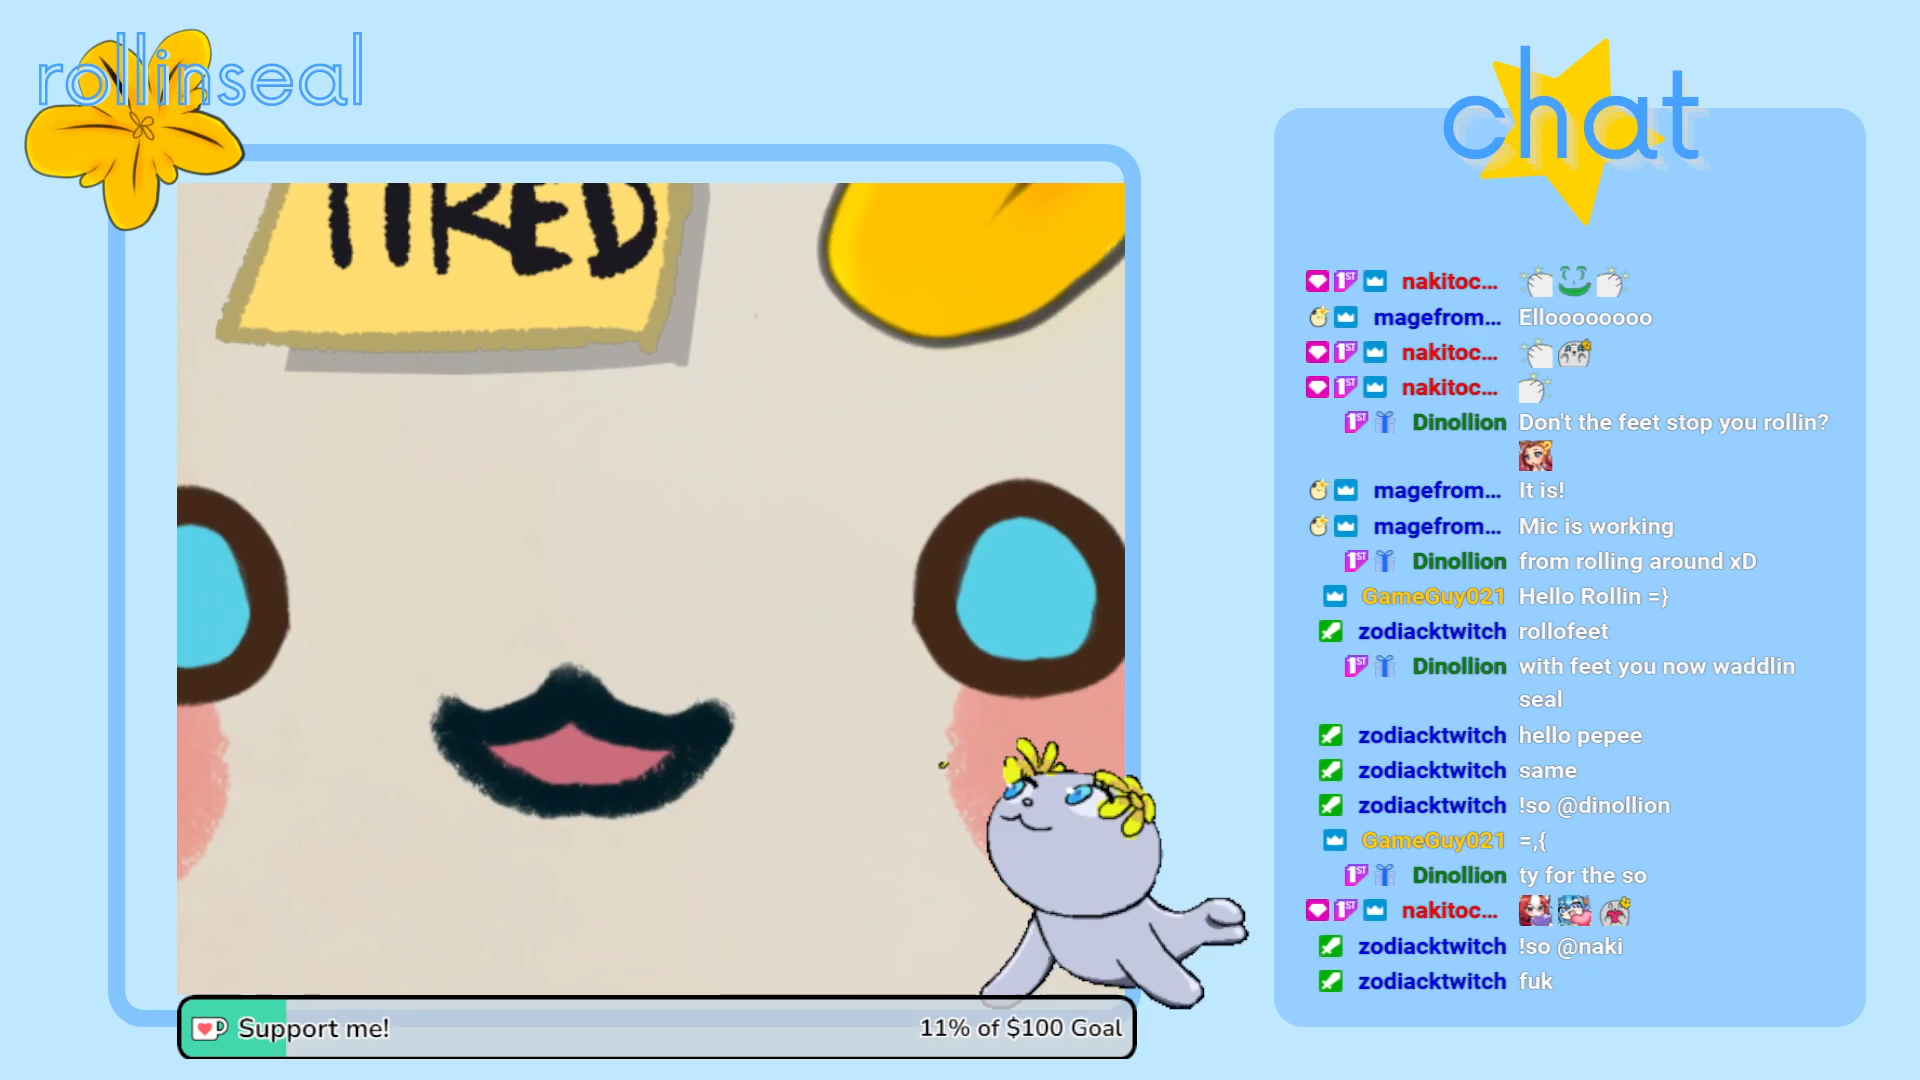 rollinseal
chat
TIRED
nakitoc...
magefrom... Elloooooooo
nakitoc...
nakitoc...
Dinollion Don't the feet stop you rollin?
magefrom... It is!
magefrom... Mic is working
Dinollion from rolling around xD
GameGuy021 Hello Rollin =}
zodiacktwitch rollofeet
Dinollion with feet you now waddlin
seal
zodiacktwitch hello pepee
zodiacktwitch same
zodiacktwitch !so @dinollion
GameGuy021 =,{
Dinollion ty for the so
nakitoc...
zodiacktwitch !so @naki
zodiacktwitch fuk
Support me! 11% of $100 Goal